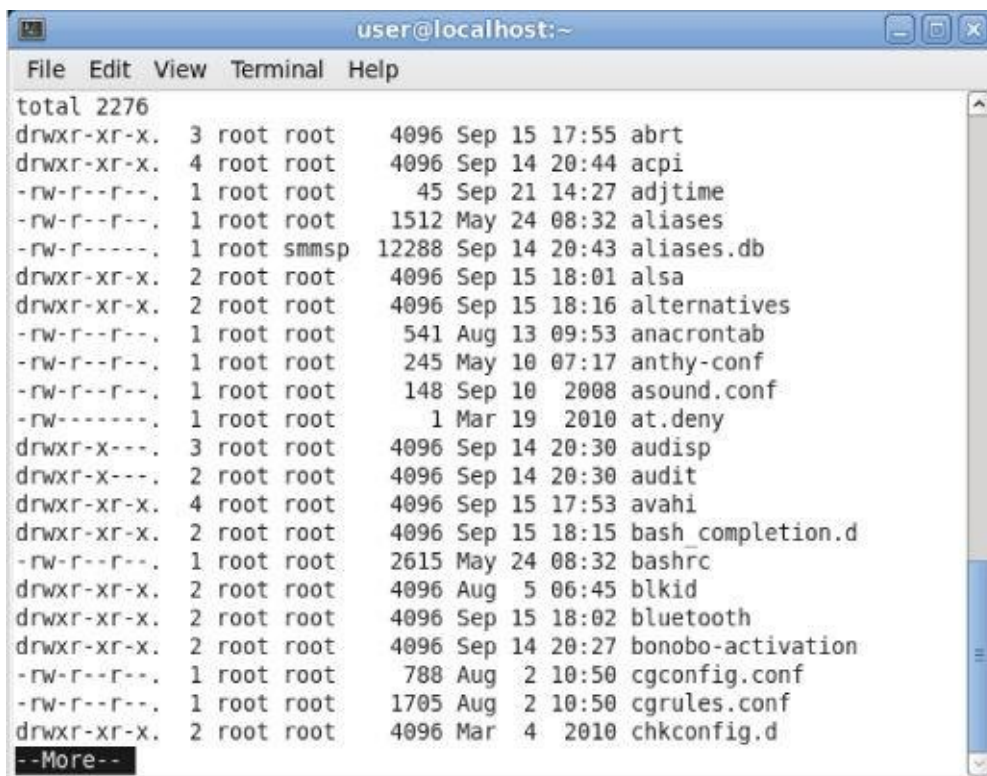 user@localhost:~
File Edit View Terminal Help
total 2276
drwxr-xr-x.  3 root root    4096 Sep 15 17:55 abrt
drwxr-xr-x.  4 root root    4096 Sep 14 20:44 acpi
-rw-r--r--.  1 root root      45 Sep 21 14:27 adjtime
-rw-r--r--.  1 root root    1512 May 24 08:32 aliases
-rw-r-----.  1 root smmsp  12288 Sep 14 20:43 aliases.db
drwxr-xr-x.  2 root root    4096 Sep 15 18:01 alsa
drwxr-xr-x.  2 root root    4096 Sep 15 18:16 alternatives
-rw-r--r--.  1 root root     541 Aug 13 09:53 anacrontab
-rw-r--r--.  1 root root     245 May 10 07:17 anthy-conf
-rw-r--r--.  1 root root     148 Sep 10  2008 asound.conf
-rw-------.  1 root root       1 Mar 19  2010 at.deny
drwxr-x---.  3 root root    4096 Sep 14 20:30 audisp
drwxr-x---.  2 root root    4096 Sep 14 20:30 audit
drwxr-xr-x.  4 root root    4096 Sep 15 17:53 avahi
drwxr-xr-x.  2 root root    4096 Sep 15 18:15 bash_completion.d
-rw-r--r--.  1 root root    2615 May 24 08:32 bashrc
drwxr-xr-x.  2 root root    4096 Aug  5 06:45 blkid
drwxr-xr-x.  2 root root    4096 Sep 15 18:02 bluetooth
drwxr-xr-x.  2 root root    4096 Sep 14 20:27 bonobo-activation
-rw-r--r--.  1 root root     788 Aug  2 10:50 cgconfig.conf
-rw-r--r--.  1 root root    1705 Aug  2 10:50 cgrules.conf
drwxr-xr-x.  2 root root    4096 Mar  4  2010 chkconfig.d
--More--